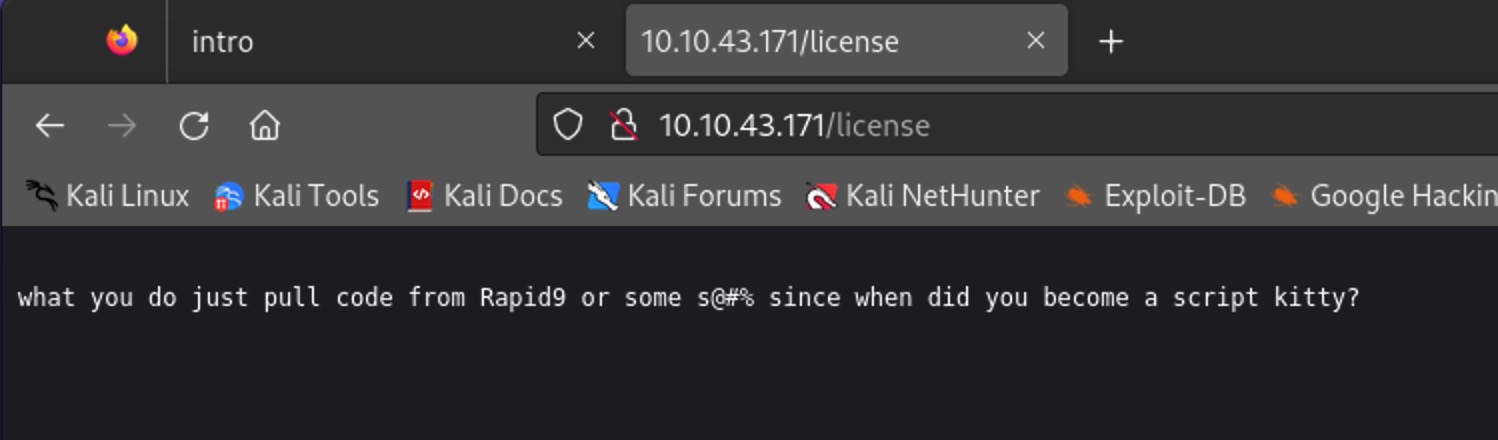 intro
10.10.43.171/license
10.10.43.171/license
Kali Linux Kali Tools Kali Docs Kali Forums Kali NetHunter Exploit-DB Google Hackin
what you do just pull code from Rapid9 or some s@#% since when did you become a script kitty?